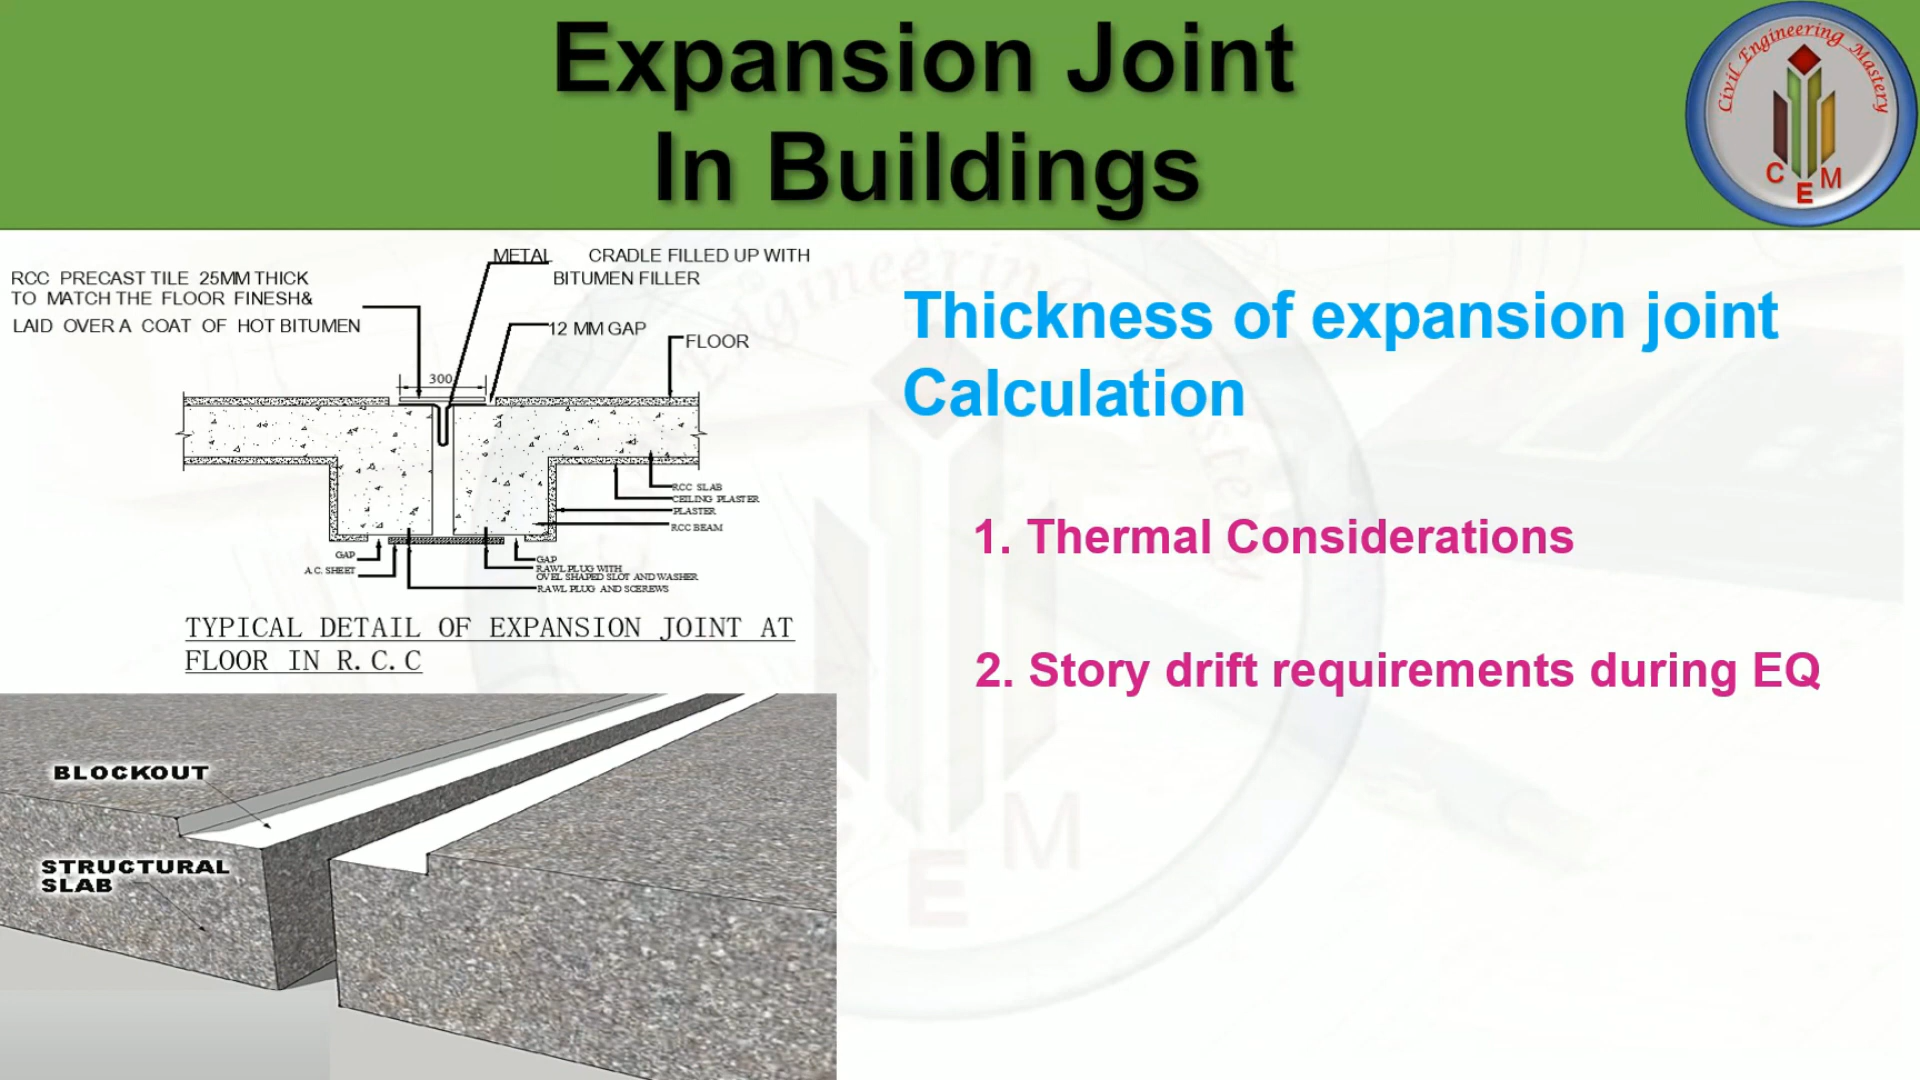 Expansion Joint
In Buildings
Civil Engineering Mastery
C E M
METAL CRADLE FILLED UP WITH
BITUMEN FILLER
RCC PRECAST TILE 25MM THICK
TO MATCH THE FLOOR FINESH&
LAID OVER A COAT OF HOT BITUMEN
12 MM GAP
FLOOR
300
RCC SLAB
CEILING PLASTER
PLASTER
RCC BEAM
GAP
A.C. SHEET
GAP
RAWL PLUG WITH
OVEL SHAPED SLOT AND WASHER
RAWL PLUG AND SCEREWS
TYPICAL DETAIL OF EXPANSION JOINT AT
FLOOR IN R.C.C
BLOCKOUT
STRUCTURAL
SLAB
Thickness of expansion joint
Calculation
1. Thermal Considerations
2. Story drift requirements during EQ
Engineering Mastery
E M